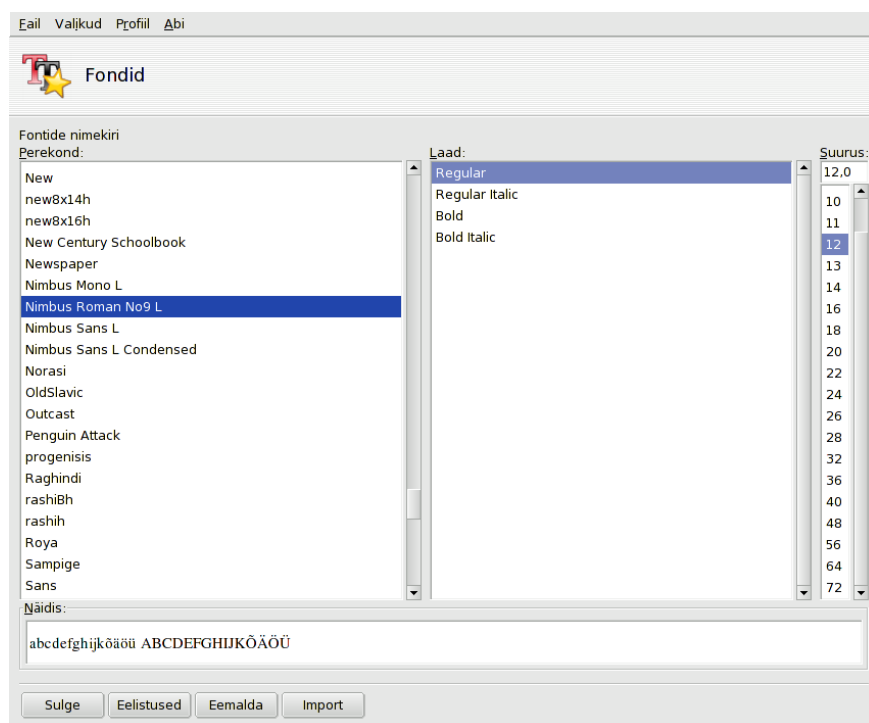 Fail Valikud Profiil Abi
Fondid
Fontide nimekiri
Perekond:
New
new8x14h
new8x16h
New Century Schoolbook
Newspaper
Nimbus Mono L
Nimbus Roman No9 L
Nimbus Sans L
Nimbus Sans L Condensed
Norasi
OldSlavic
Outcast
Penguin Attack
progenisis
Raghindi
rashiBh
rashih
Roya
Sampige
Sans
Laad:
Regular
Regular Italic
Bold
Bold Italic
Suurus:
12,0
10
11
12
13
14
16
18
20
22
24
26
28
32
36
40
48
56
64
72
Näidis:
abcdefghijkõäöü ABCDEFGHIJKÕÄÖÜ
Sulge Eelistused Eemalda Import